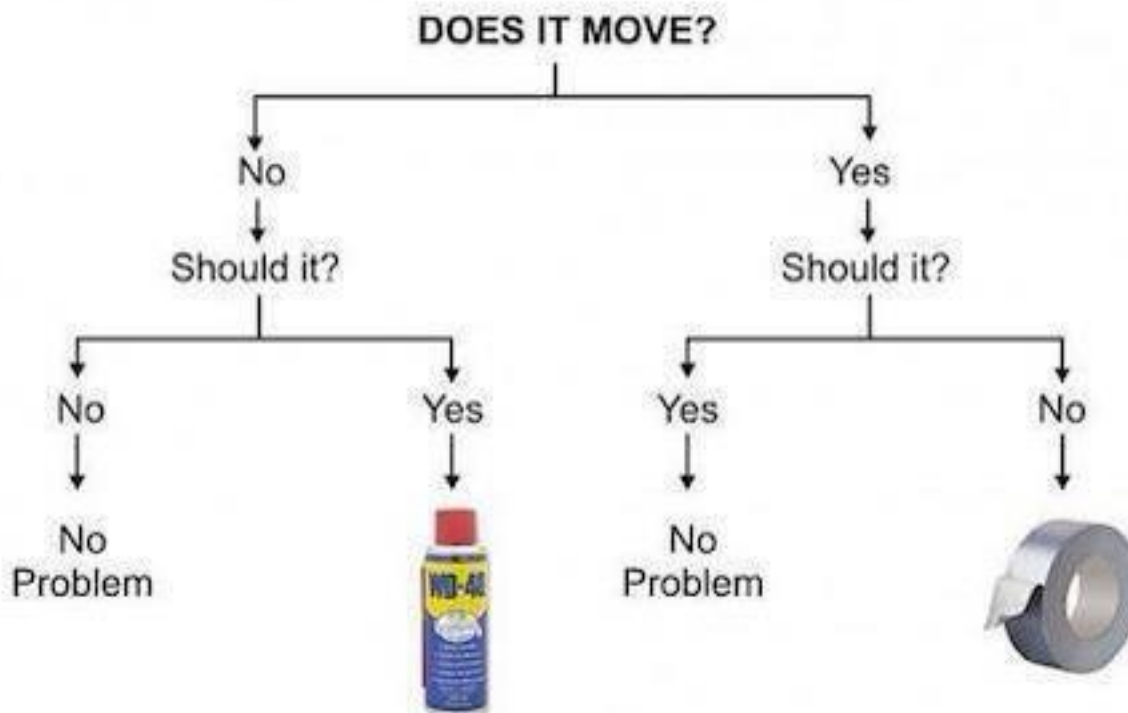 DOES IT MOVE?
No
Yes
Should it?
Should it?
No
Yes
Yes
No
No
Problem
No
Problem
WD-40